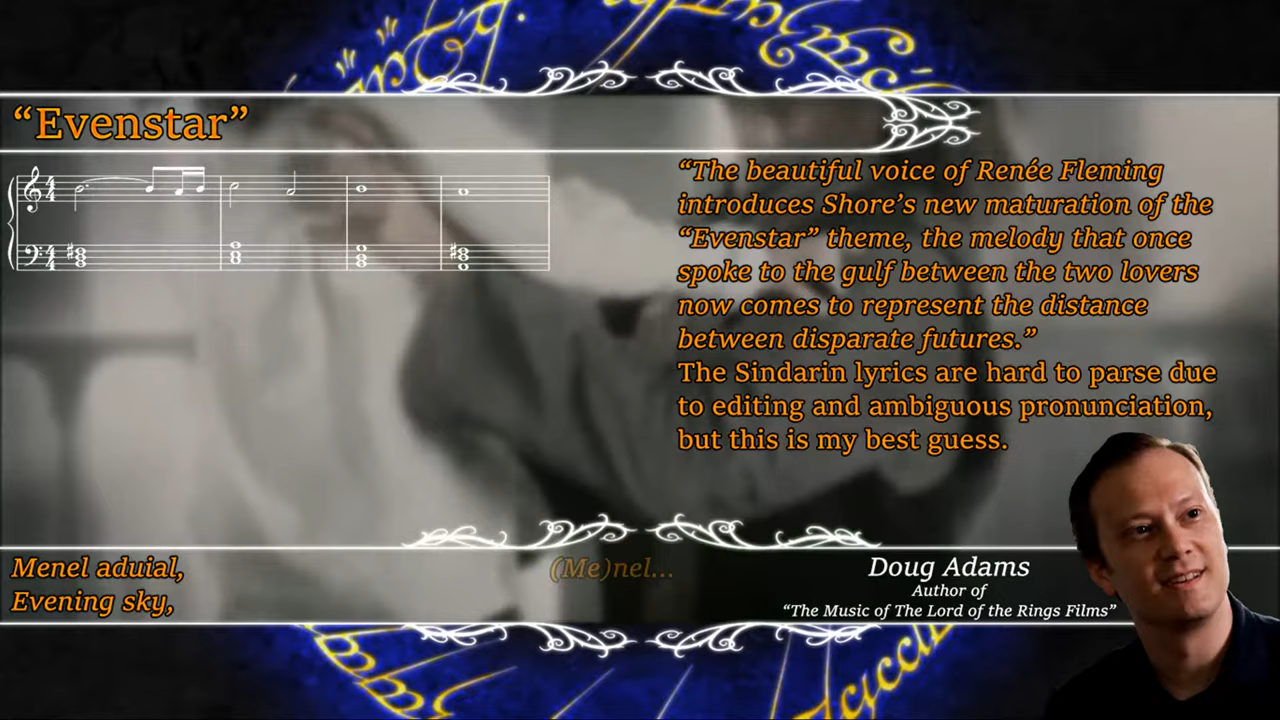 “Evenstar”
“The beautiful voice of Renée Fleming
introduces Shore’s new maturation of the
“Evenstar” theme, the melody that once
spoke to the gulf between the two lovers
now comes to represent the distance
between disparate futures.”
The Sindarin lyrics are hard to parse due
to editing and ambiguous pronunciation,
but this is my best guess.
Menel aduial,
Evening sky,
(Me)nel...
Doug Adams
Author of
“The Music of The Lord of the Rings Films”